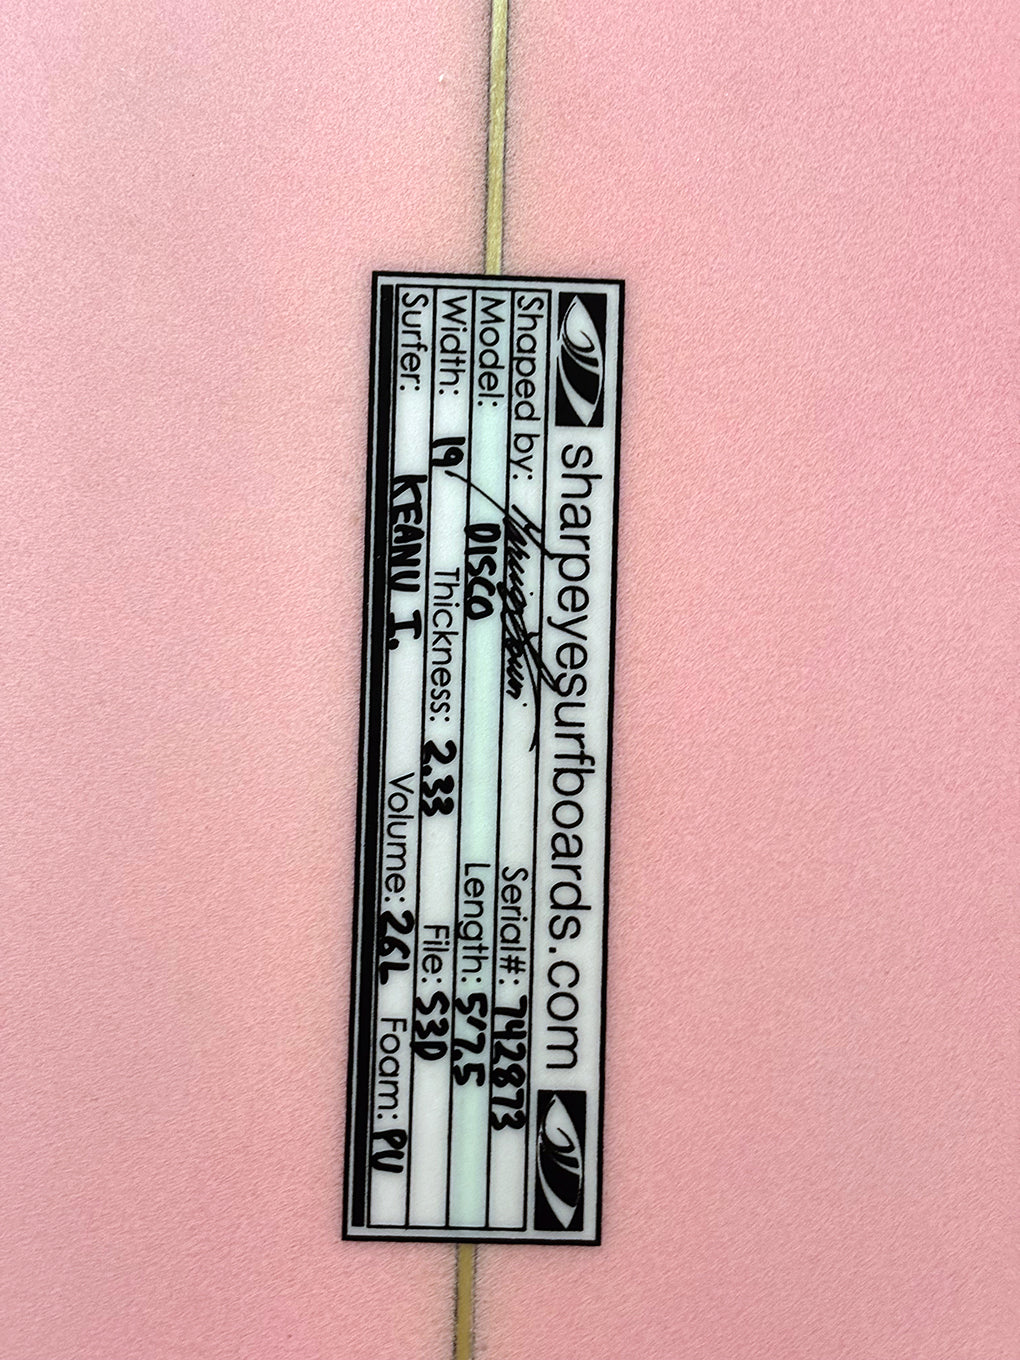 sharpeyesurfboards.com
Shaped by: Serial#: 742873
Model: DISCO Length: 5'7.5
Width: 19 Thickness: 2.33 File: S3D
Surfer: KEANU I. Volume: 26L Foam: PU